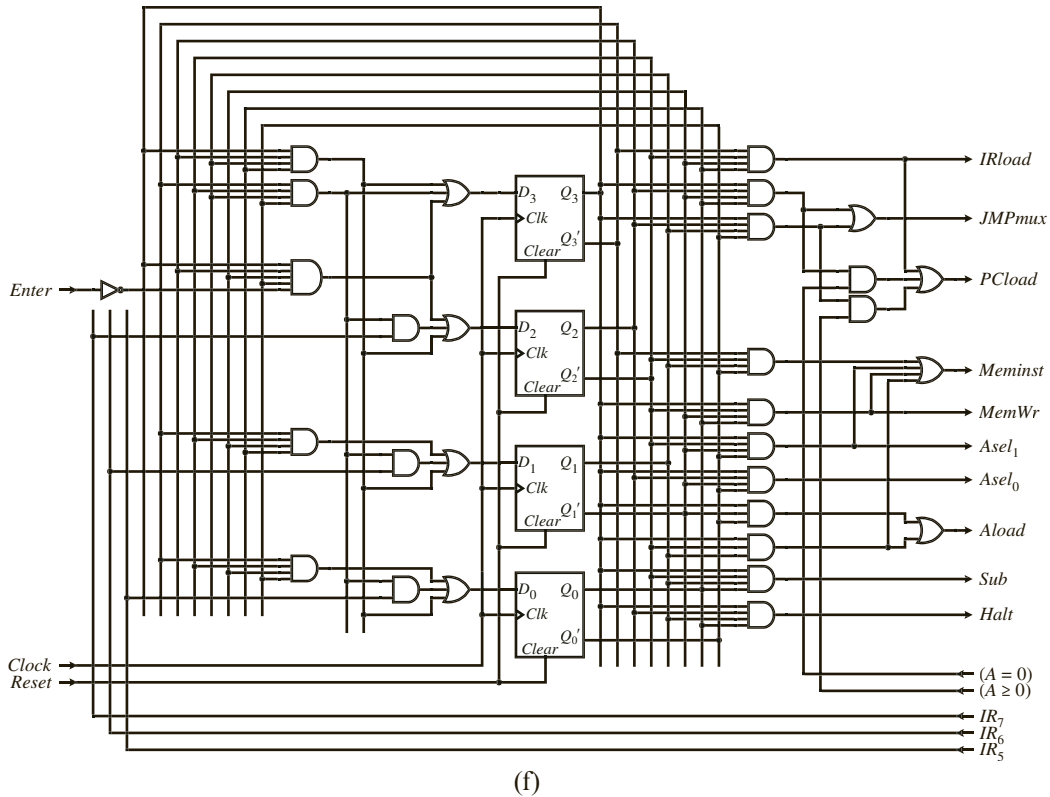 IRload
D₃ Q₃
Clk
Q₃′
Clear
JMPmux
Enter
PCload
D₂ Q₂
Clk
Q₂′
Clear
Meminst
MemWr
Asel₁
D₁ Q₁
Clk
Q₁′
Clear
Asel₀
Aload
D₀ Q₀
Clk
Q₀′
Clear
Sub
Halt
Clock
Reset
(A = 0)
(A ≥ 0)
IR₇
IR₆
IR₅
(f)